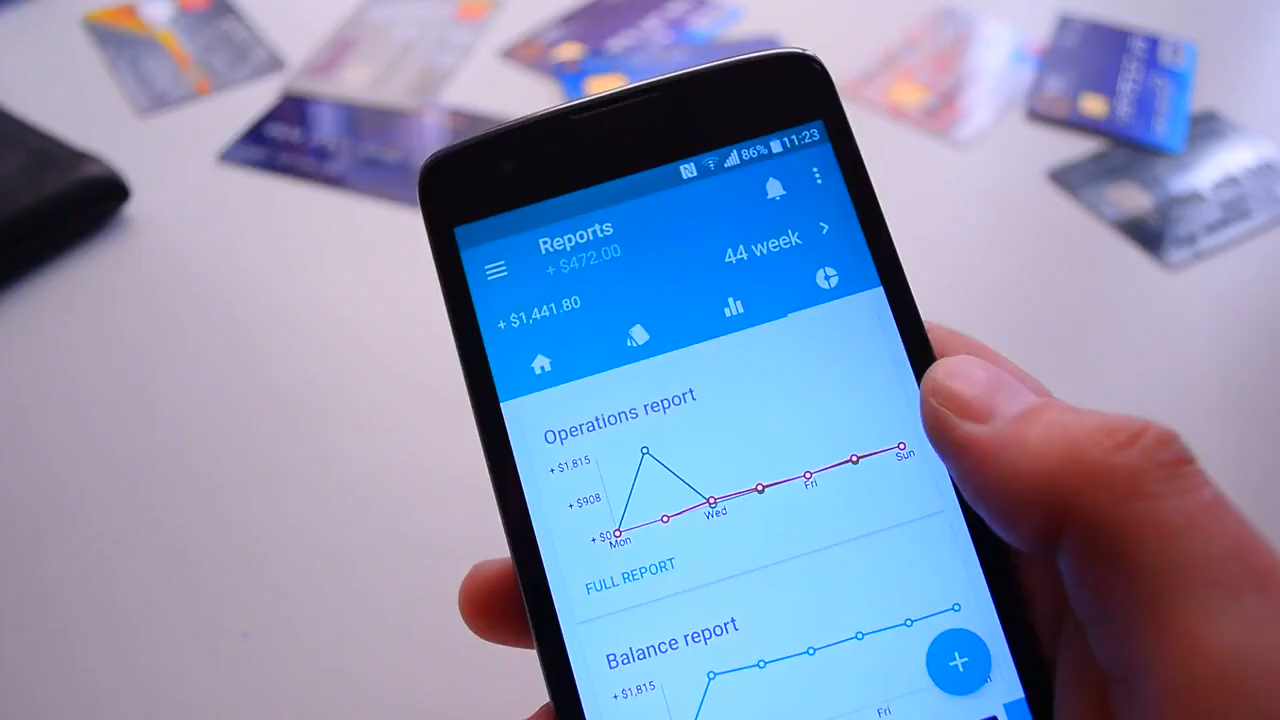 86% 11:23
Reports
+ $472.00
44 week
+ $1,441.80
Operations report
+ $1,815
+ $908
+ $0
Mon
Wed
Fri
Sun
FULL REPORT
Balance report
+ $1,815
Fri